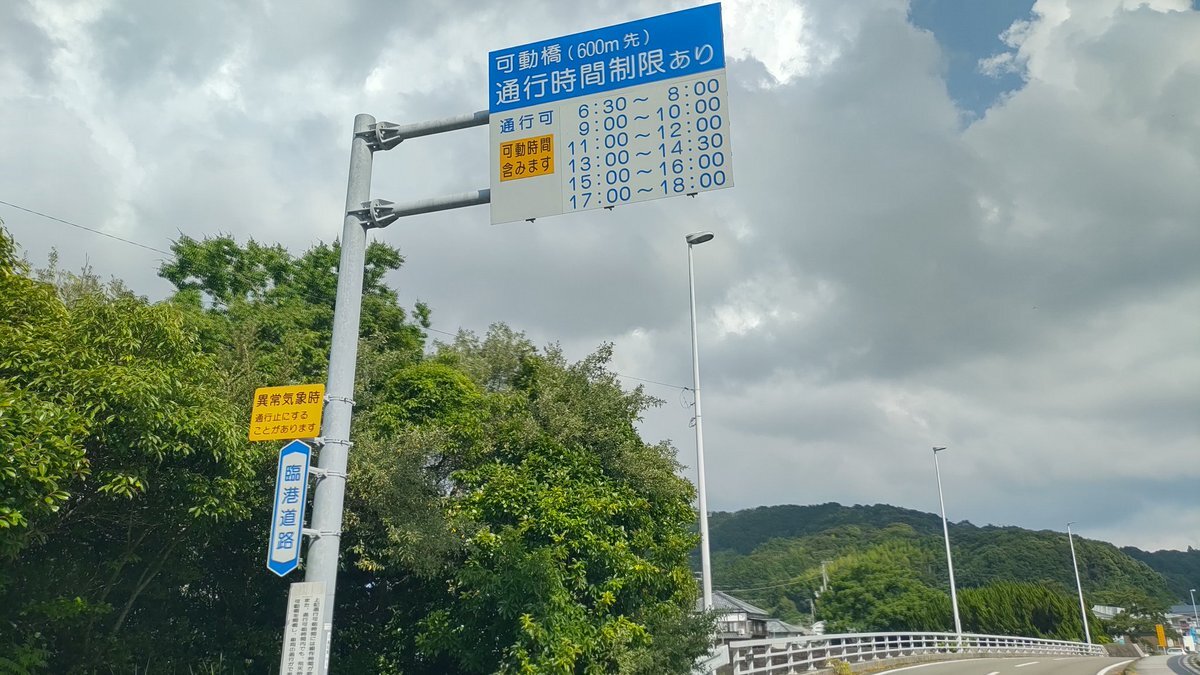 可動橋(600m先)
通行時間制限あり
通行可
可動時間
含みます
6:30～8:00
9:00～10:00
11:00～12:00
13:00～14:30
15:00～16:00
17:00～18:00
異常気象時
通行止にする
ことがあります
臨港道路